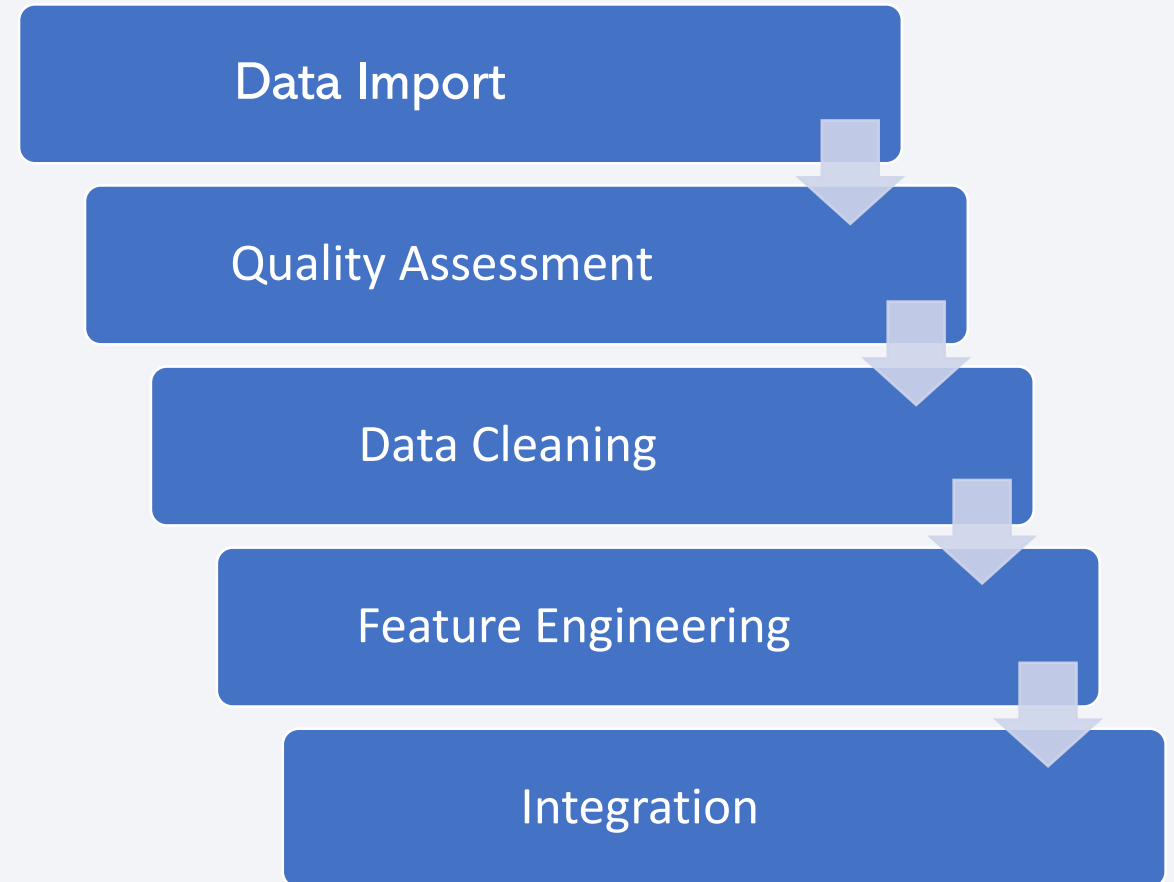 Data Import
Quality Assessment
Data Cleaning
Feature Engineering
Integration